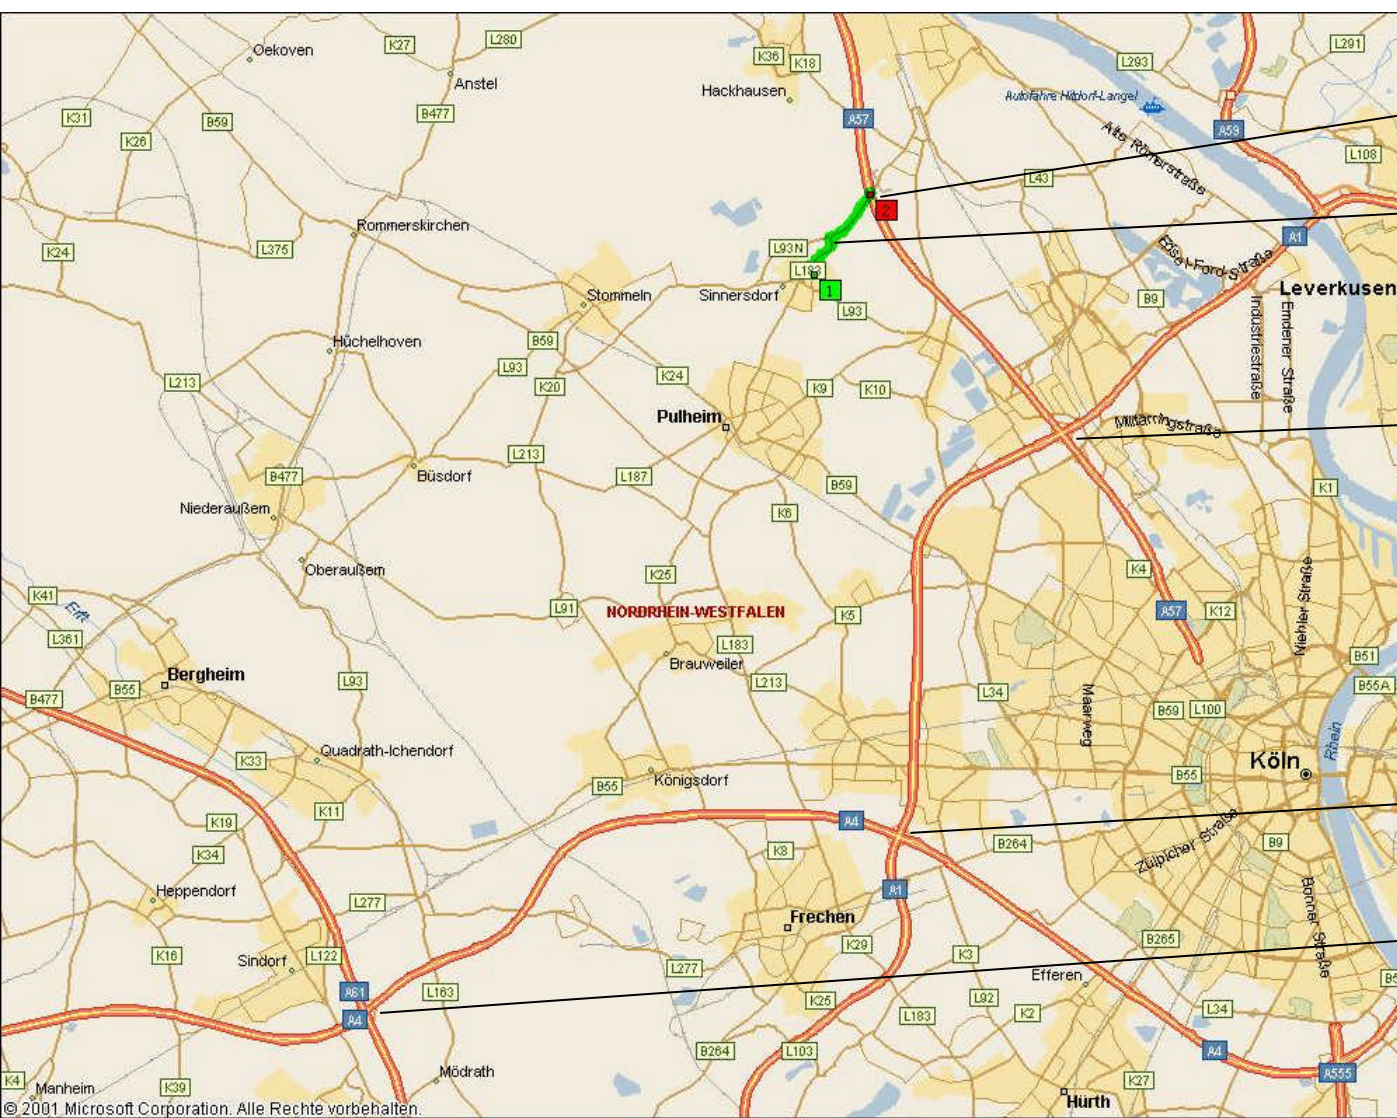 Oekoven
K27
L280
Anstel
B477
K31
K26
B59
K36
K18
Hackhausen
A57
L293
L291
Autofähre Hitdorf-Langel
A59
Alte Römerstraße
L108
L43
2
K24
L375
Rommerskirchen
L93N
L183
Sinnersdorf
1
L93
A1
Edsel-Ford-Straße
B9
Leverkusen
Industriestraße
Emdener Straße
Stommeln
B59
Hüchelhoven
L93
K20
K24
K9
K10
L213
Pulheim
Militärringstraße
L213
L187
B59
K1
B477
Büsdorf
Niederaußem
K6
Oberaußem
K25
K4
K41
Erft
L91
NORDRHEIN-WESTFALEN
K5
A57
K12
Niehler Straße
L361
L183
Brauweiler
B51
Bergheim
B55
B477
L93
L213
L34
Maarweg
B59
L100
B55A
Rhein
K33
Quadrath-Ichendorf
Königsdorf
B55
B55
Köln
K11
K19
A4
K34
K8
B264
Zülpicher Straße
B9
Heppendorf
L277
A1
Frechen
Bonner Straße
K16
Sindorf
L122
K29
B265
K3
L277
Efferen
A61
L163
K25
L92
L183
K2
L34
A4
B264
L103
A4
A555
K4
Manheim
K39
Mödrath
K27
Hürth
© 2001 Microsoft Corporation. Alle Rechte vorbehalten.